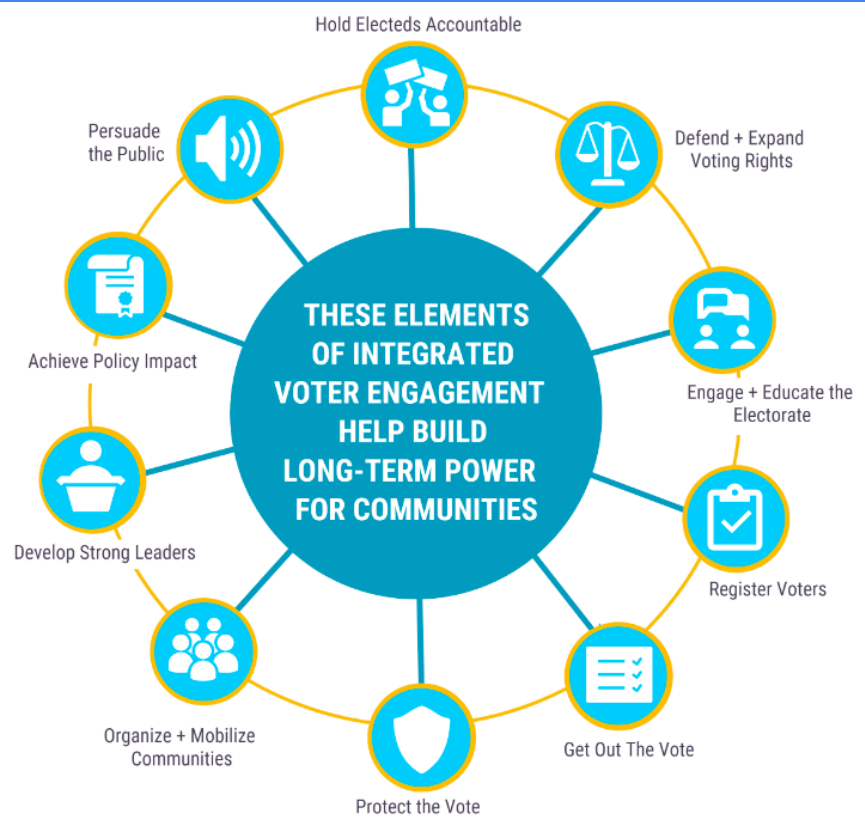 Hold Electeds Accountable
Persuade
the Public
Defend + Expand
Voting Rights
THESE ELEMENTS
OF INTEGRATED
VOTER ENGAGEMENT
HELP BUILD
LONG-TERM POWER
FOR COMMUNITIES
Achieve Policy Impact
Engage + Educate the
Electorate
Develop Strong Leaders
Register Voters
Organize + Mobilize
Communities
Get Out The Vote
Protect the Vote